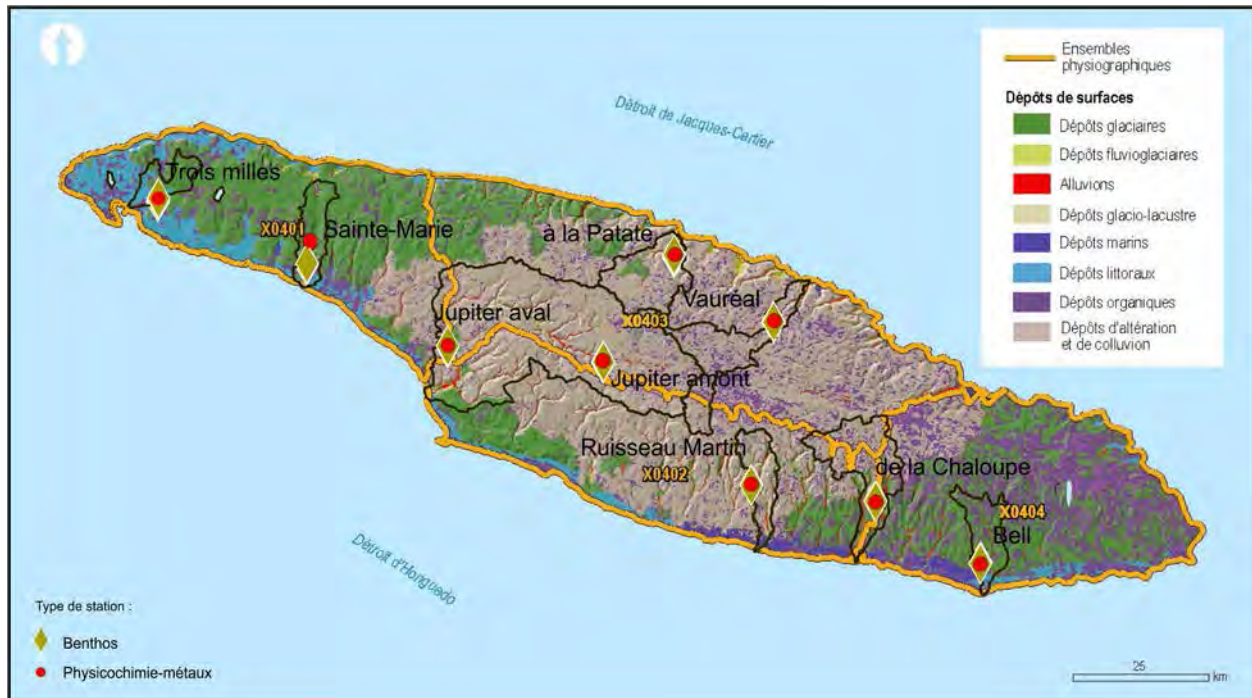 Ensembles
physiographiques
Dépôts de surfaces
Dépôts glaciaires
Dépôts fluvioglaciaires
Alluvions
Dépôts glacio-lacustre
Dépôts marins
Dépôts littoraux
Dépôts organiques
Dépôts d'altération
et de colluvion
Détroit de Jacques-Cartier
Trois milles
X0401
Sainte-Marie
à la Patate
Vauréal
Jupiter aval
X0403
Jupiter amont
Ruisseau Martin
X0402
de la Chaloupe
X0404
Bell
Détroit d'Honguedo
Type de station :
Benthos
Physicochimie-métaux
25
km